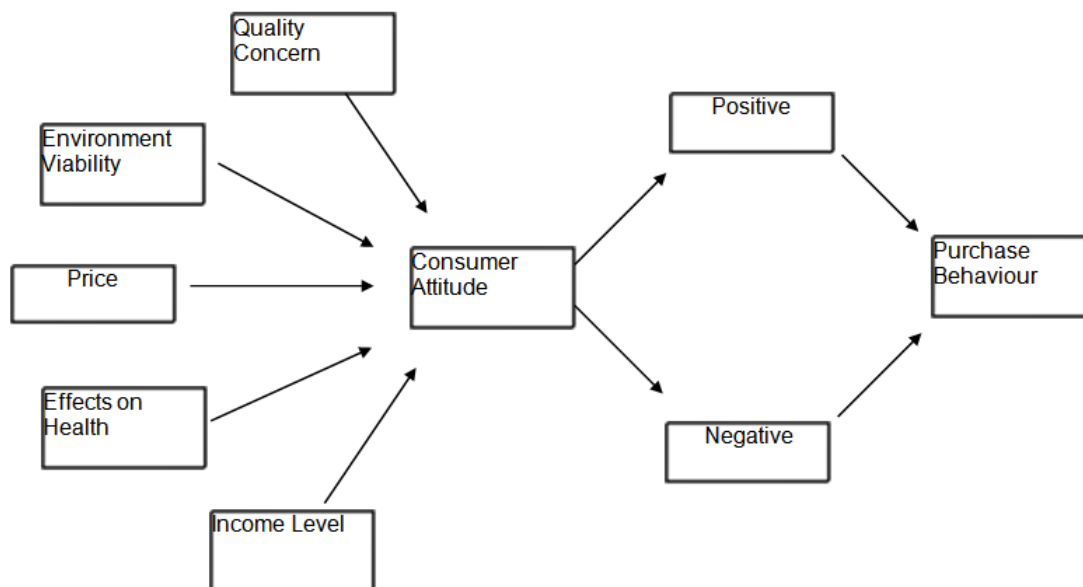 Quality
Concern
Environment
Viability
Price
Effects on
Health
Income Level
Consumer
Attitude
Positive
Negative
Purchase
Behaviour